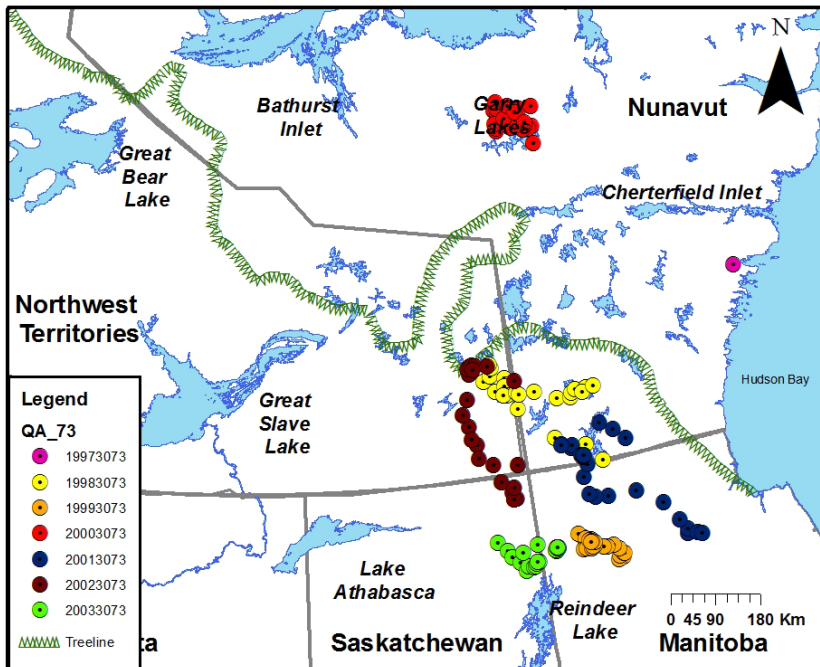 N
Bathurst
Inlet
Garry
Lakes
Nunavut
Great
Bear
Lake
Cherterfield Inlet
Northwest
Territories
Hudson Bay
Great
Slave
Lake
Legend
QA_73
19973073
19983073
19993073
20003073
20013073
20023073
20033073
Treeline
Lake
Athabasca
Reindeer
Lake
0 45 90 180 Km
ta
Saskatchewan
Manitoba